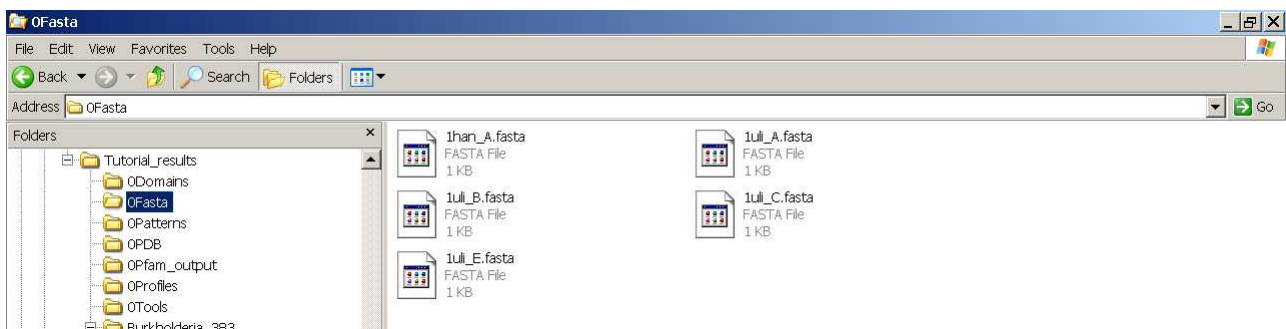 0Fasta
File Edit View Favorites Tools Help
Back Search Folders
Address 0Fasta Go
Folders
Tutorial_results
0Domains
0Fasta
0Patterns
0PDB
0Pfam_output
0Profiles
0Tools
Burkholderia_383
1han_A.fasta
FASTA File
1 KB
1uli_A.fasta
FASTA File
1 KB
1uli_B.fasta
FASTA File
1 KB
1uli_C.fasta
FASTA File
1 KB
1uli_E.fasta
FASTA File
1 KB